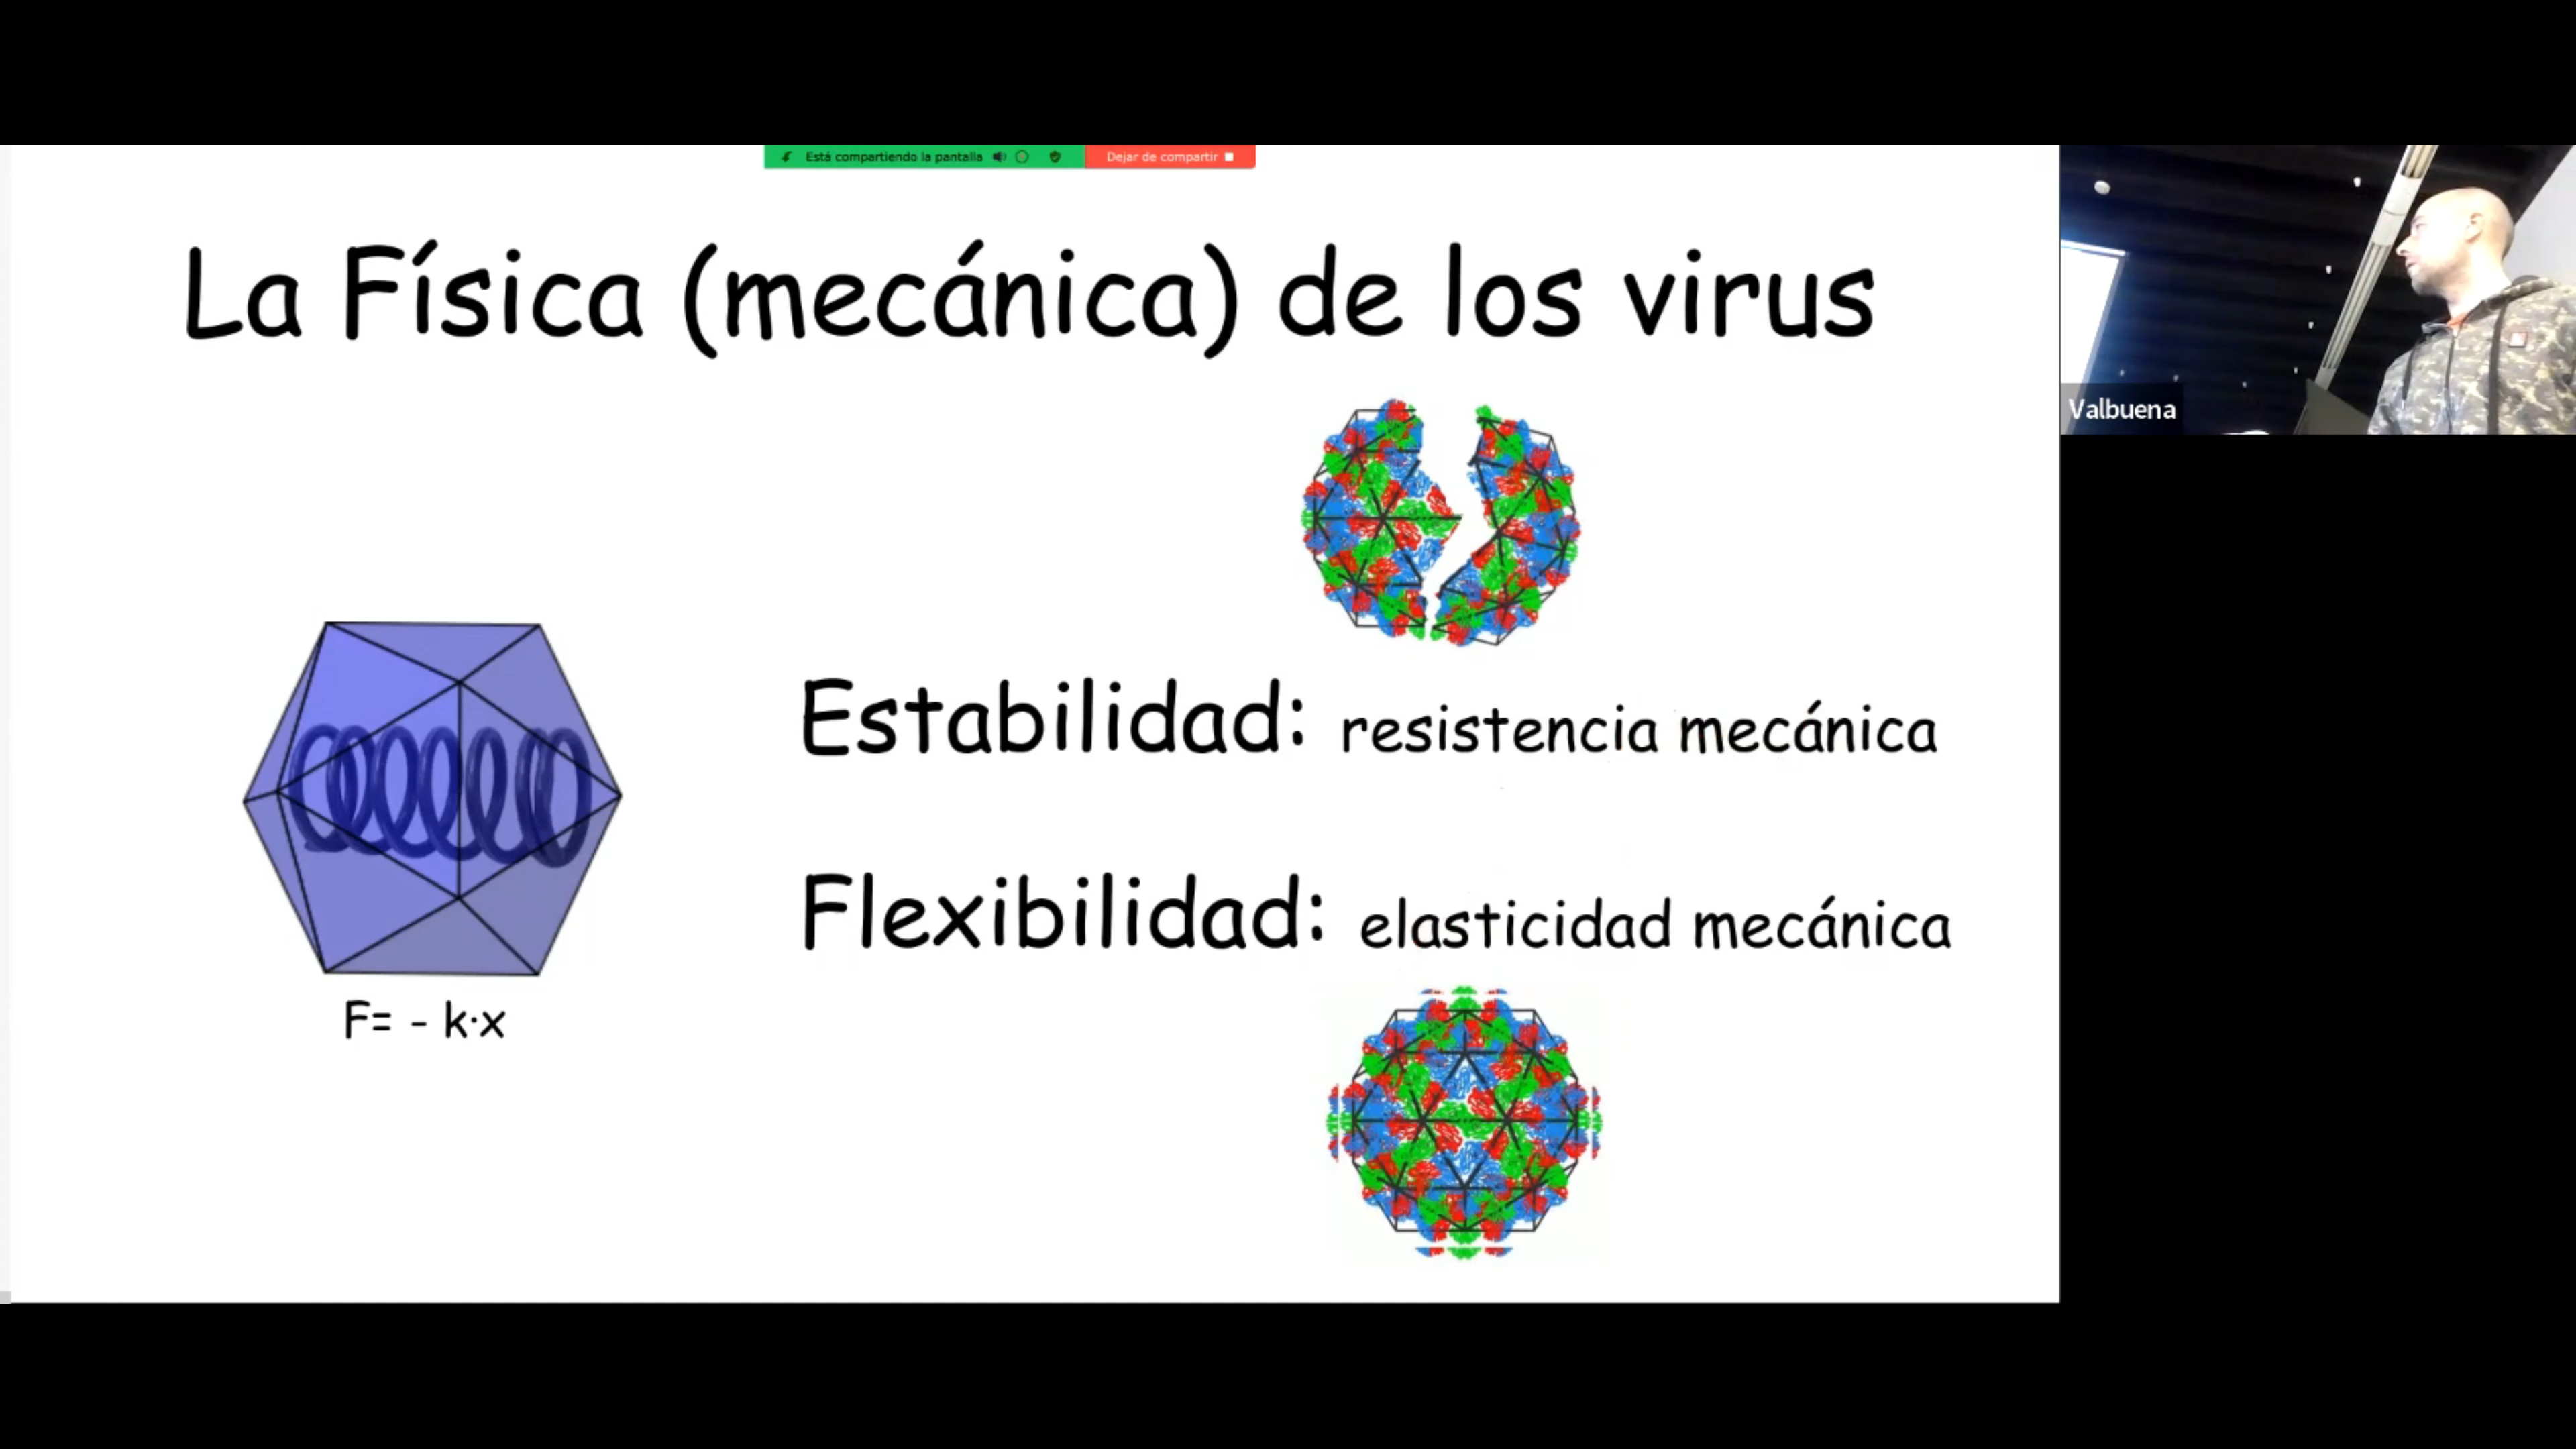 Está compartiendo la pantalla
Dejar de compartir
La Física (mecánica) de los virus
Valbuena
Estabilidad: resistencia mecánica
Flexibilidad: elasticidad mecánica
F= - k·x